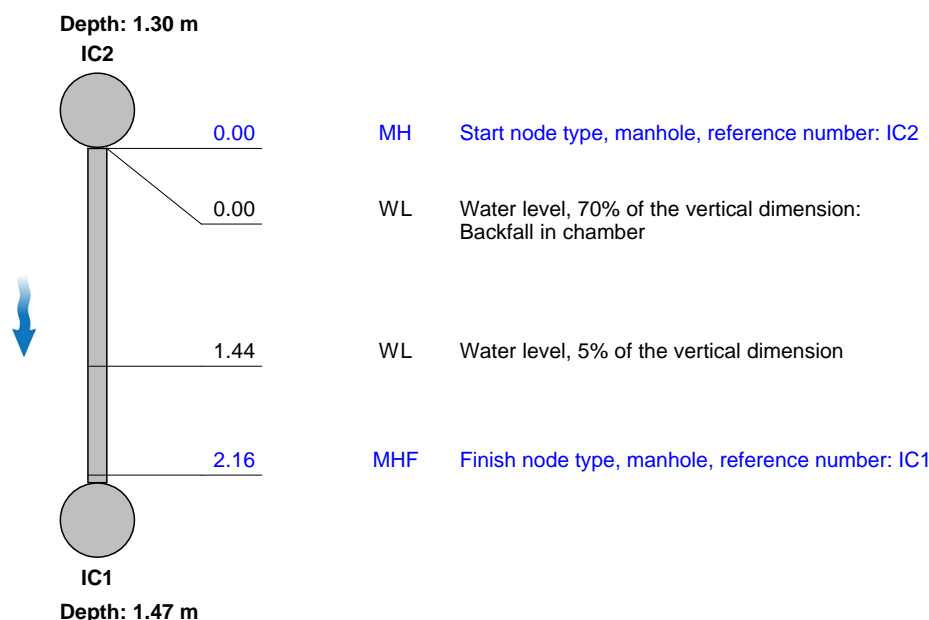 Depth: 1.30 m
IC2
0.00 MH Start node type, manhole, reference number: IC2
0.00 WL Water level, 70% of the vertical dimension:
Backfall in chamber
1.44 WL Water level, 5% of the vertical dimension
2.16 MHF Finish node type, manhole, reference number: IC1
IC1
Depth: 1.47 m